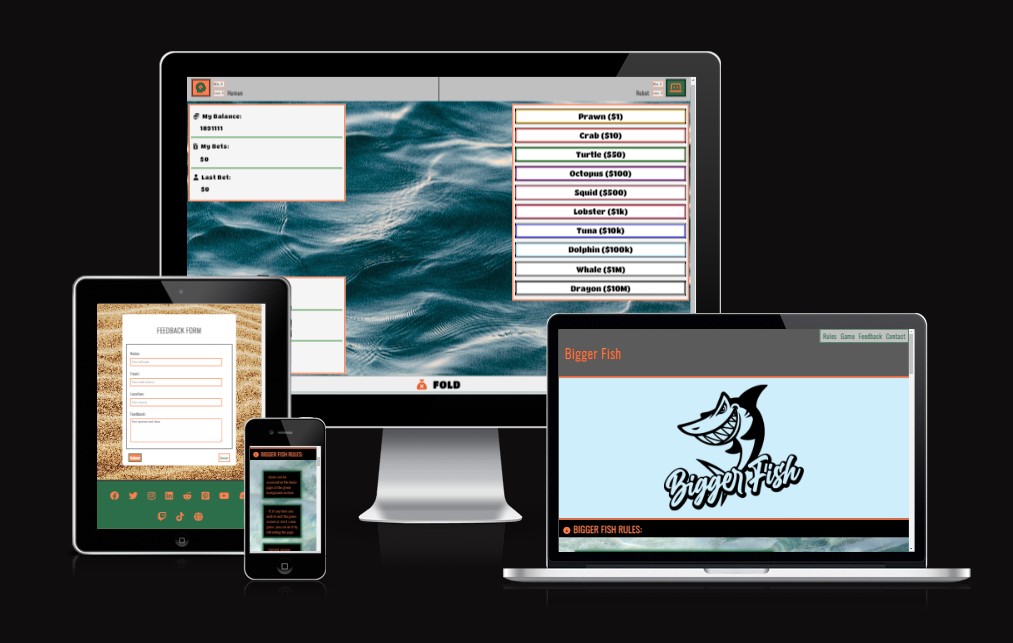 Human
Robot
My Balance:
1891111
My Bets:
$0
Last Bet:
$0
Prawn ($1)
Crab ($10)
Turtle ($50)
Octopus ($100)
Squid ($500)
Lobster ($1k)
Tuna ($10k)
Dolphin ($100k)
Whale ($1M)
Dragon ($10M)
FOLD
FEEDBACK FORM
Name:
Email:
Location:
Feedback:
BIGGER FISH RULES:
Rules Game Feedback Contact
Bigger Fish
Bigger Fish
BIGGER FISH RULES: